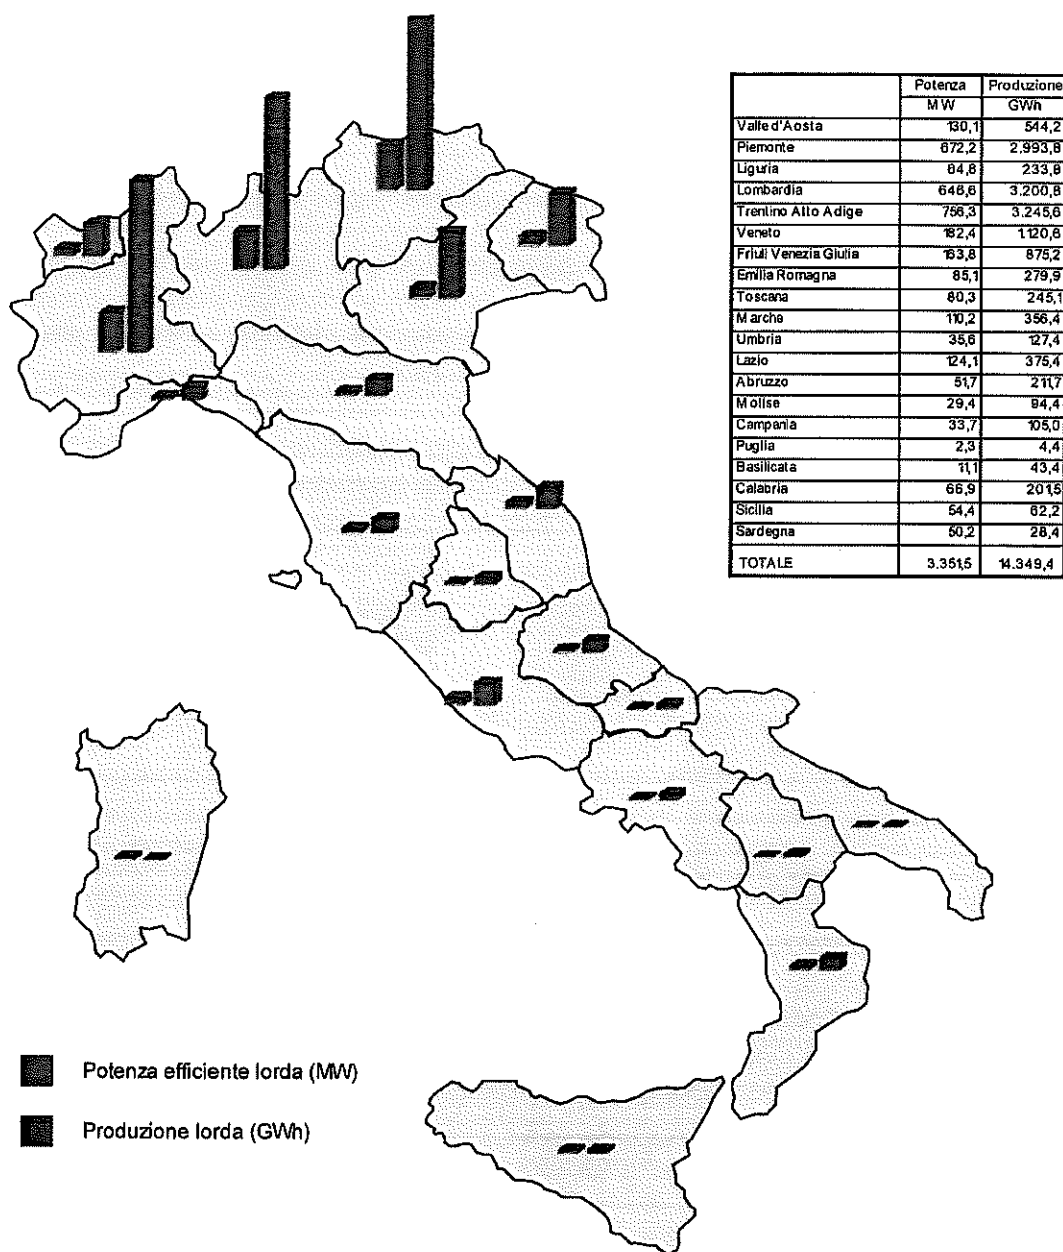 Potenza Produzione
MW GWh
Valle d'Aosta 130,1 544,2
Piemonte 672,2 2.993,8
Liguria 64,8 233,9
Lombardia 646,6 3.200,8
Trentino Alto Adige 756,3 3.245,6
Veneto 182,4 1.120,6
Friuli Venezia Giulia 163,8 875,2
Emilia Romagna 85,1 279,9
Toscana 80,3 245,1
Marche 110,2 356,4
Umbria 35,6 127,4
Lazio 124,1 375,4
Abruzzo 51,7 211,7
Molise 29,4 94,4
Campania 33,7 105,0
Puglia 2,3 4,4
Basilicata 11,1 43,4
Calabria 66,9 201,5
Sicilia 54,4 62,2
Sardegna 50,2 28,4
TOTALE 3.351,5 14.349,4
Potenza efficiente lorda (MW)
Produzione lorda (GWh)